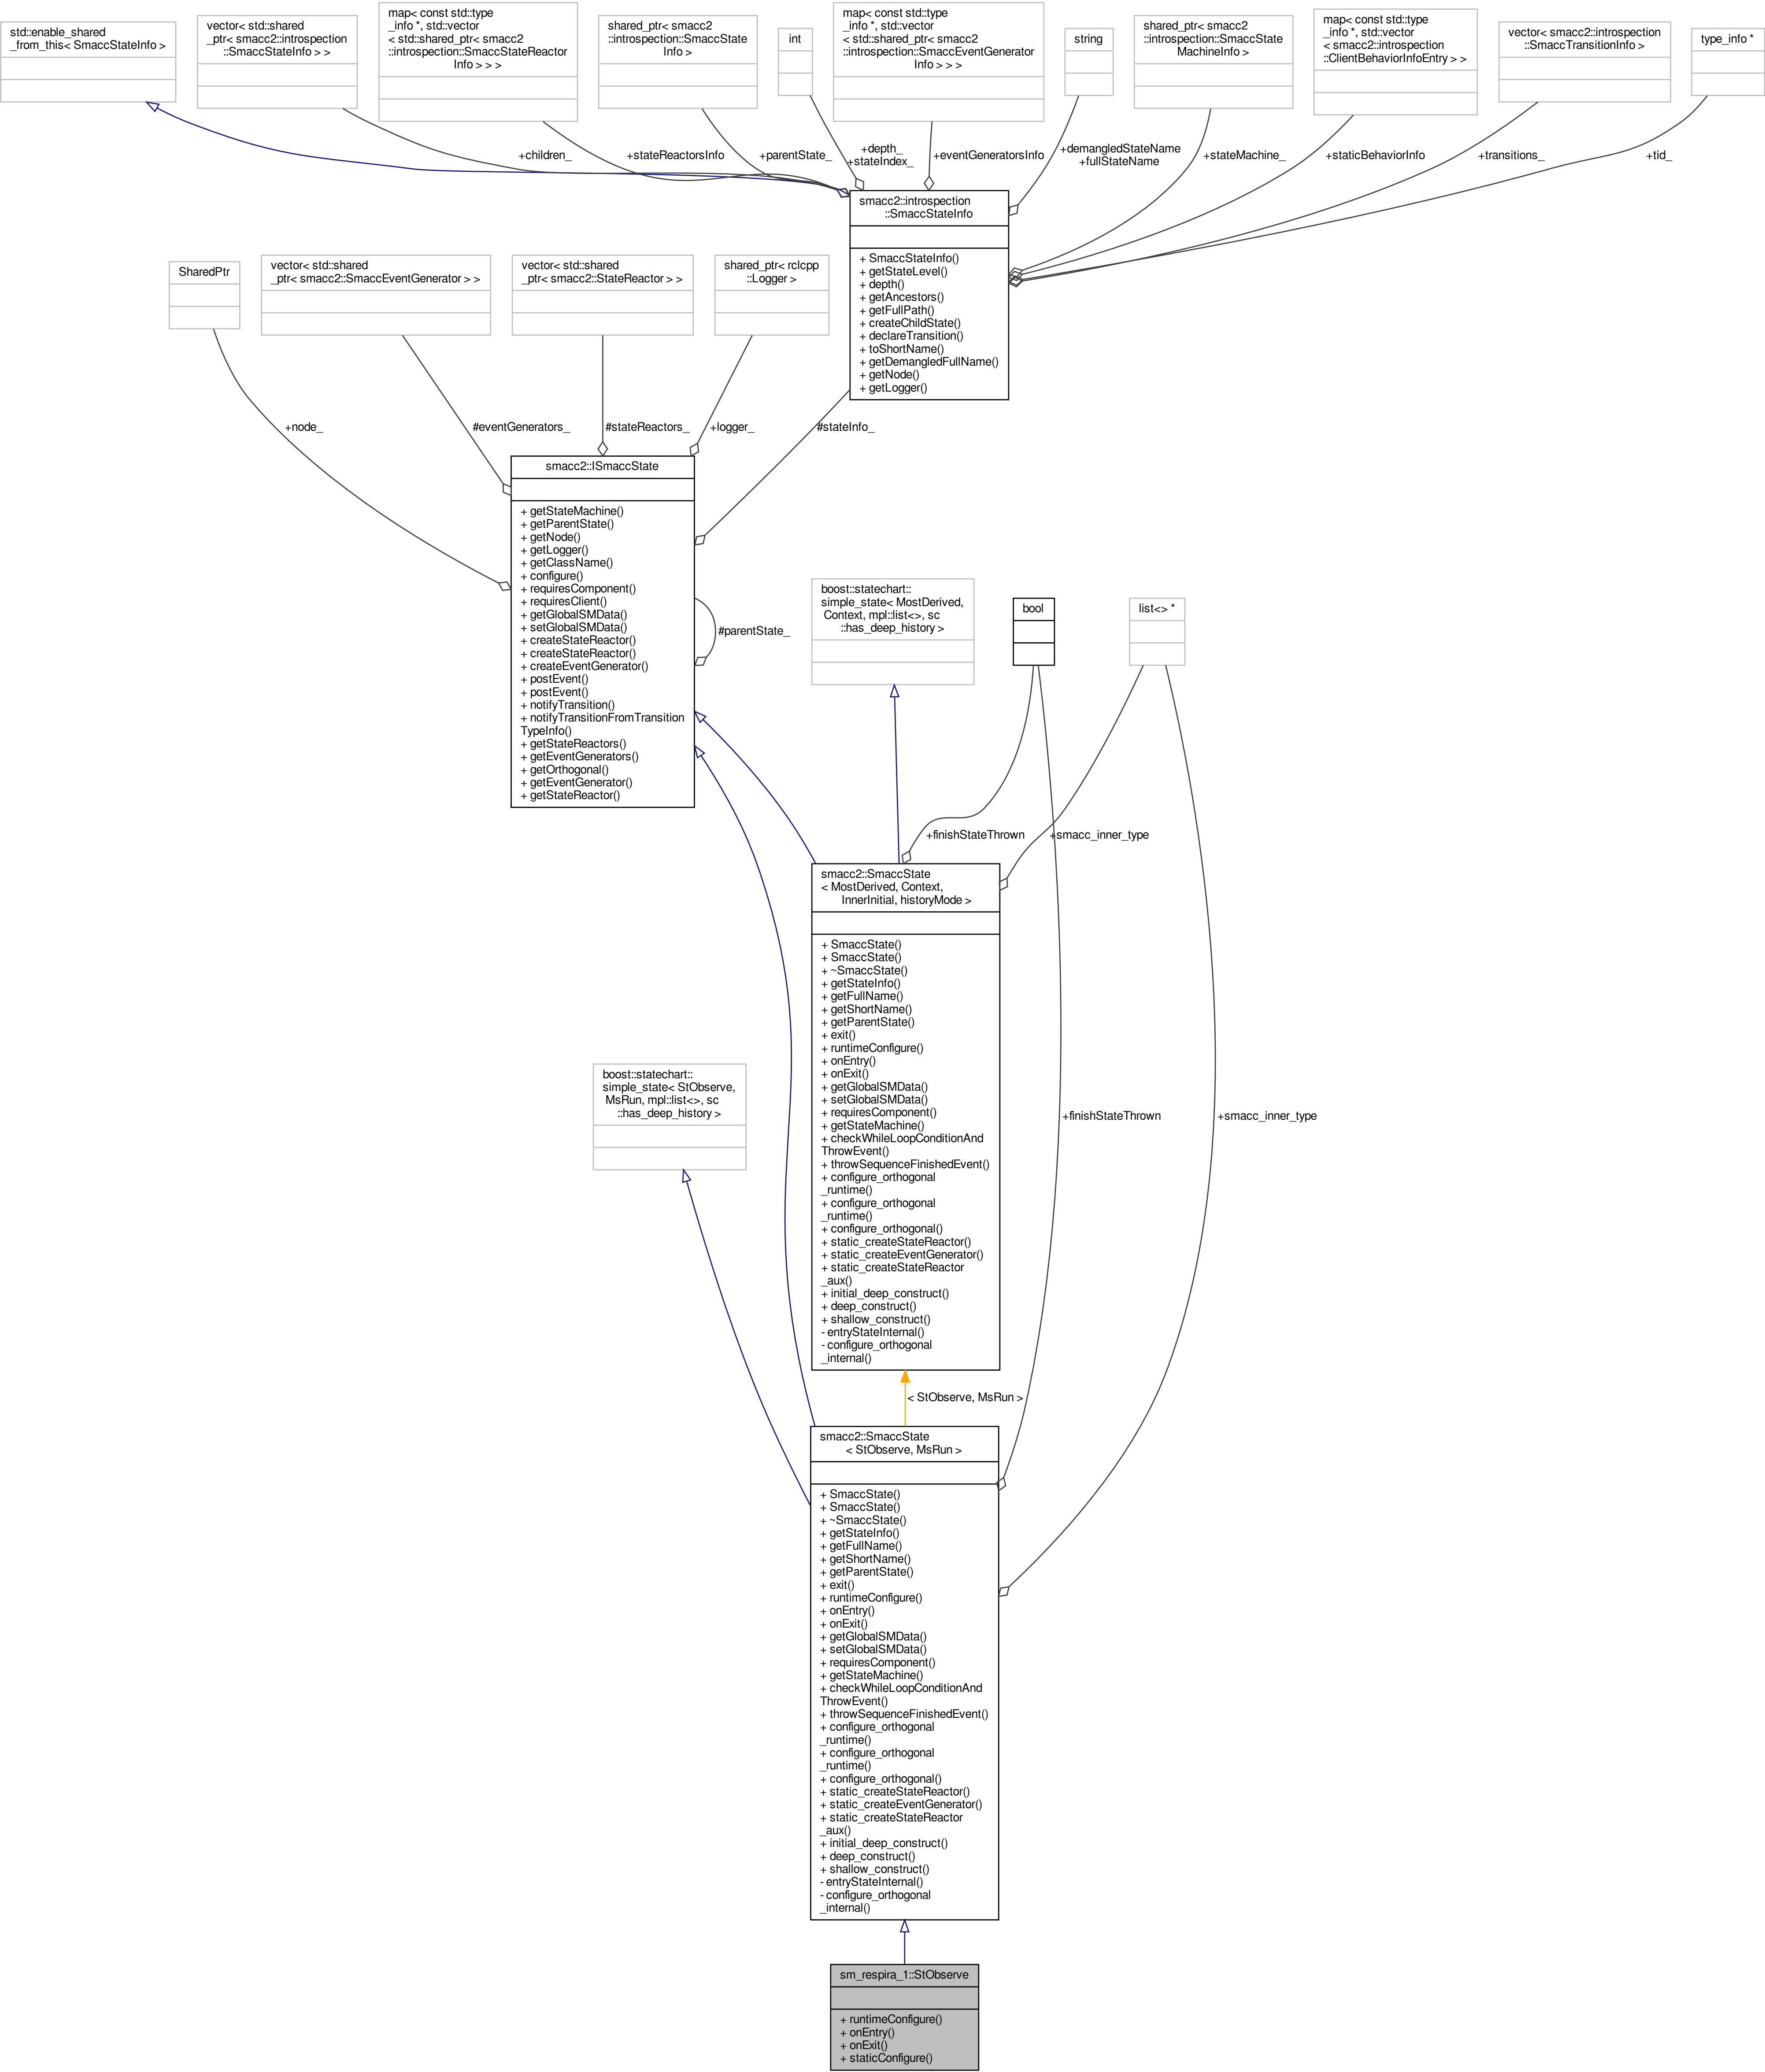 std::enable_shared
_from_this< SmaccStateInfo >
vector< std::shared
_ptr< smacc2::introspection
::SmaccStateInfo > >
map< const std::type
_info *, std::vector
< std::shared_ptr< smacc2
::introspection::SmaccStateReactor
Info > > >
shared_ptr< smacc2
::introspection::SmaccState
Info >
int
map< const std::type
_info *, std::vector
< std::shared_ptr< smacc2
::introspection::SmaccEventGenerator
Info > > >
string
shared_ptr< smacc2
::introspection::SmaccState
MachineInfo >
map< const std::type
_info *, std::vector
< smacc2::introspection
::ClientBehaviorInfoEntry > >
vector< smacc2::introspection
::SmaccTransitionInfo >
type_info *
+children_
+stateReactorsInfo
+parentState_
+depth_
+stateIndex_
+eventGeneratorsInfo
+demangledStateName
+fullStateName
+stateMachine_
+staticBehaviorInfo
+transitions_
+tid_
smacc2::introspection
::SmaccStateInfo
+ SmaccStateInfo()
+ getStateLevel()
+ depth()
+ getAncestors()
+ getFullPath()
+ createChildState()
+ declareTransition()
+ toShortName()
+ getDemangledFullName()
+ getNode()
+ getLogger()
SharedPtr
vector< std::shared
_ptr< smacc2::SmaccEventGenerator > >
vector< std::shared
_ptr< smacc2::StateReactor > >
shared_ptr< rclcpp
::Logger >
+node_
#eventGenerators_
#stateReactors_
+logger_
#stateInfo_
smacc2::ISmaccState
+ getStateMachine()
+ getParentState()
+ getNode()
+ getLogger()
+ getClassName()
+ configure()
+ requiresComponent()
+ requiresClient()
+ getGlobalSMData()
+ setGlobalSMData()
+ createStateReactor()
+ createStateReactor()
+ createEventGenerator()
+ postEvent()
+ postEvent()
+ notifyTransition()
+ notifyTransitionFromTransition
TypeInfo()
+ getStateReactors()
+ getEventGenerators()
+ getOrthogonal()
+ getEventGenerator()
+ getStateReactor()
#parentState_
boost::statechart::
simple_state< MostDerived,
Context, mpl::list<>, sc
::has_deep_history >
bool
list<> *
+finishStateThrown
+smacc_inner_type
smacc2::SmaccState
< MostDerived, Context,
InnerInitial, historyMode >
+ SmaccState()
+ SmaccState()
+ ~SmaccState()
+ getStateInfo()
+ getFullName()
+ getShortName()
+ getParentState()
+ exit()
+ runtimeConfigure()
+ onEntry()
+ onExit()
+ getGlobalSMData()
+ setGlobalSMData()
+ requiresComponent()
+ getStateMachine()
+ checkWhileLoopConditionAnd
ThrowEvent()
+ throwSequenceFinishedEvent()
+ configure_orthogonal
_runtime()
+ configure_orthogonal
_runtime()
+ configure_orthogonal()
+ static_createStateReactor()
+ static_createEventGenerator()
+ static_createStateReactor
_aux()
+ initial_deep_construct()
+ deep_construct()
+ shallow_construct()
- entryStateInternal()
- configure_orthogonal
_internal()
boost::statechart::
simple_state< StObserve,
MsRun, mpl::list<>, sc
::has_deep_history >
+finishStateThrown
+smacc_inner_type
< StObserve, MsRun >
smacc2::SmaccState
< StObserve, MsRun >
+ SmaccState()
+ SmaccState()
+ ~SmaccState()
+ getStateInfo()
+ getFullName()
+ getShortName()
+ getParentState()
+ exit()
+ runtimeConfigure()
+ onEntry()
+ onExit()
+ getGlobalSMData()
+ setGlobalSMData()
+ requiresComponent()
+ getStateMachine()
+ checkWhileLoopConditionAnd
ThrowEvent()
+ throwSequenceFinishedEvent()
+ configure_orthogonal
_runtime()
+ configure_orthogonal
_runtime()
+ configure_orthogonal()
+ static_createStateReactor()
+ static_createEventGenerator()
+ static_createStateReactor
_aux()
+ initial_deep_construct()
+ deep_construct()
+ shallow_construct()
- entryStateInternal()
- configure_orthogonal
_internal()
sm_respira_1::StObserve
+ runtimeConfigure()
+ onEntry()
+ onExit()
+ staticConfigure()